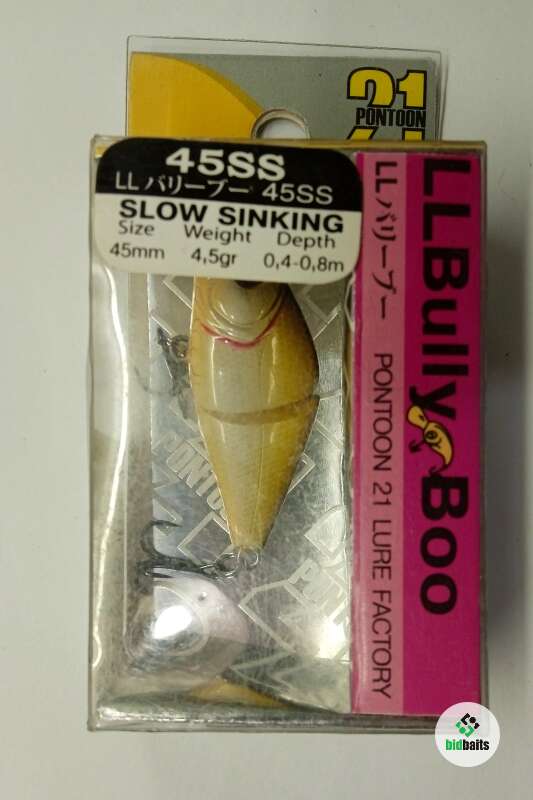 21
PONTOON
45SS
LL バリーブー 45SS
SLOW SINKING
Size Weight Depth
45mm 4,5gr 0,4-0,8m
LLBully Boo
LLバリーブー PONTOON 21 LURE FACTORY
PONTOON
bidbaits